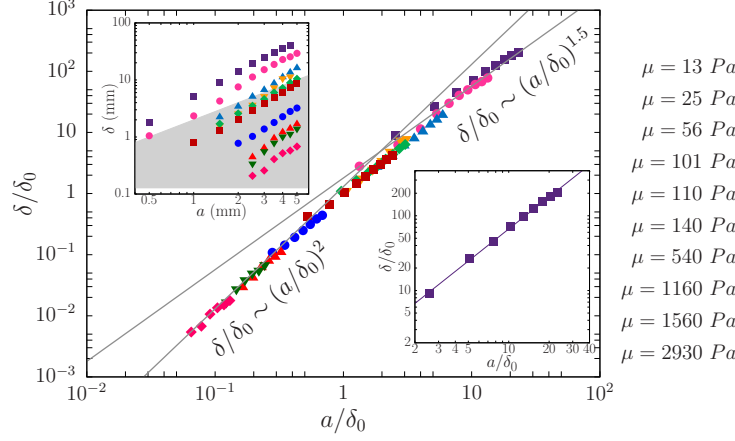 10^3
10^2
10
1
10^-1
10^-2
10^-3
δ/δ_0
10^-2
10^-1
1
10
10^2
a/δ_0
δ/δ_0 ∼ (a/δ_0)^1.5
δ/δ_0 ∼ (a/δ_0)^2
100
10
1
0.1
δ (mm)
0.5
1
2
3
4
5
a (mm)
200
100
40
20
10
4
2
δ/δ_0
2
3
4
5
10
20
30
40
a/δ_0
μ = 13 Pa
μ = 25 Pa
μ = 56 Pa
μ = 101 Pa
μ = 110 Pa
μ = 140 Pa
μ = 540 Pa
μ = 1160 Pa
μ = 1560 Pa
μ = 2930 Pa